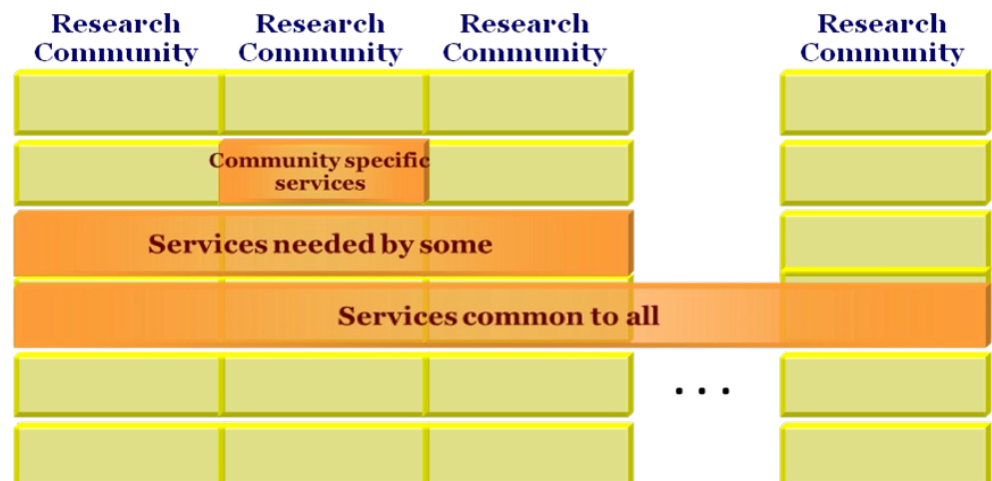 Research Research Research Research
Community Community Community Community
Community specific
services
Services needed by some
Services common to all
...